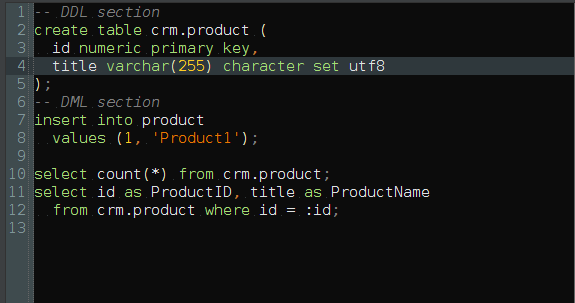 1 -- DDL section
2 create table crm.product (
3   id numeric primary key,
4   title varchar(255) character set utf8
5 );
6 -- DML section
7 insert into product
8   values (1, 'Product1');
9
10 select count(*) from crm.product;
11 select id as ProductID, title as ProductName
12   from crm.product where id = :id;
13